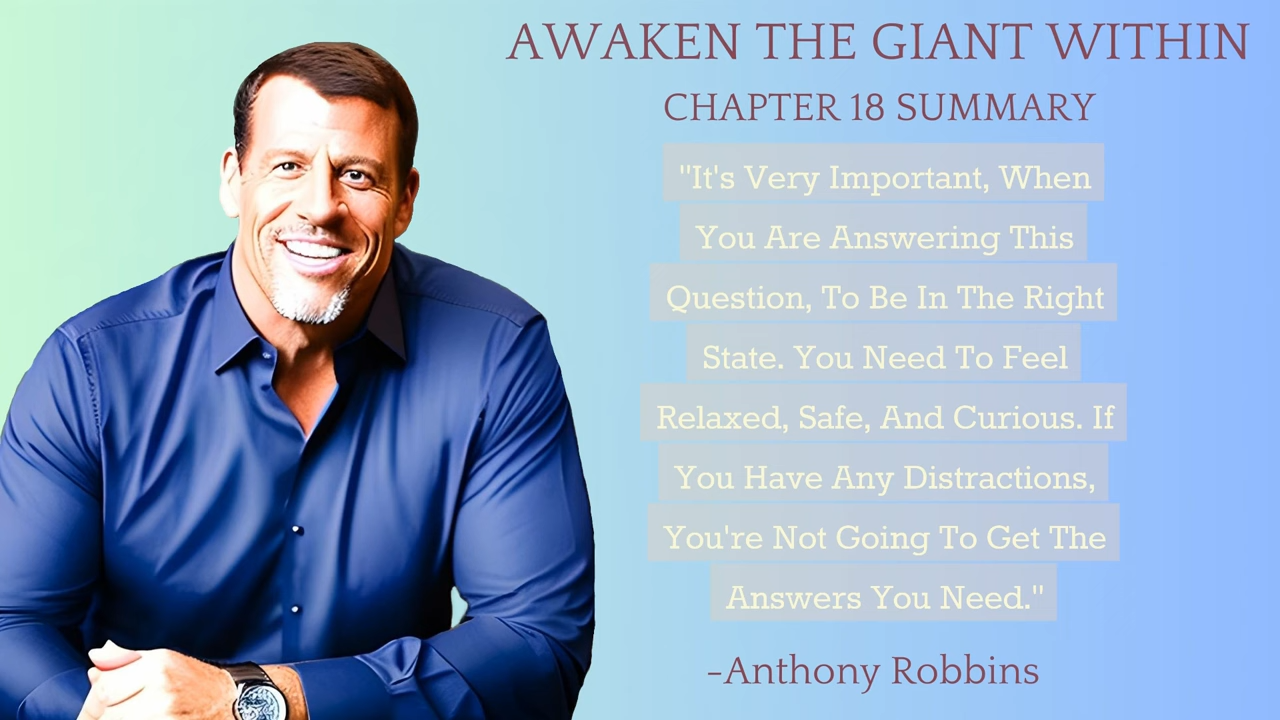 AWAKEN THE GIANT WITHIN
CHAPTER 18 SUMMARY
"It's Very Important, When
You Are Answering This
Question, To Be In The Right
State. You Need To Feel
Relaxed, Safe, And Curious. If
You Have Any Distractions,
You're Not Going To Get The
Answers You Need."
–Anthony Robbins